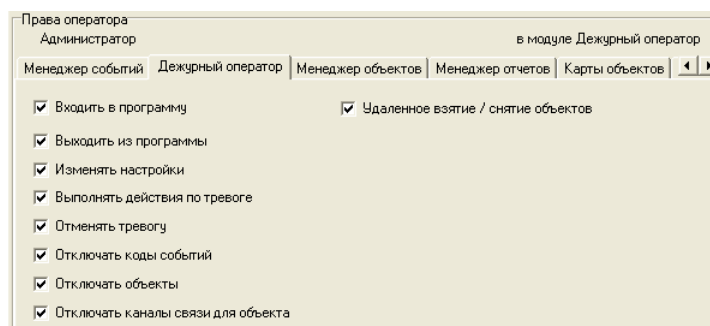 Права оператора
Администратор в модуле Дежурный оператор
Менеджер событий Дежурный оператор Менеджер объектов Менеджер отчетов Карты объектов
Входить в программу Удаленное взятие / снятие объектов
Выходить из программы
Изменять настройки
Выполнять действия по тревоге
Отменять тревогу
Отключать коды событий
Отключать объекты
Отключать каналы связи для объекта